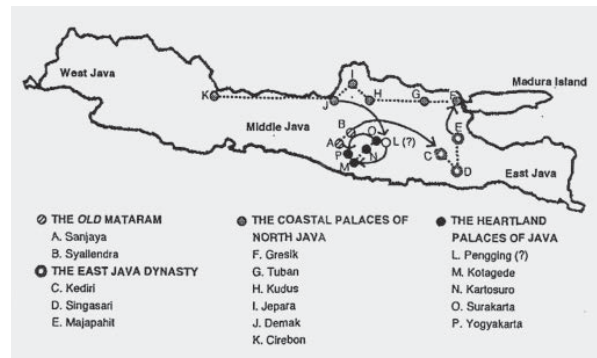 West Java
Madura Island
I
K
J
H
G
F
Middle Java
B
O
E
A
L (?)
P
N
C
M
D
East Java
THE OLD MATARAM
A. Sanjaya
B. Syailendra
THE EAST JAVA DYNASTY
C. Kediri
D. Singasari
E. Majapahit
THE COASTAL PALACES OF
NORTH JAVA
F. Gresik
G. Tuban
H. Kudus
I. Jepara
J. Demak
K. Cirebon
THE HEARTLAND
PALACES OF JAVA
L. Pengging (?)
M. Kotagede
N. Kartosuro
O. Surakarta
P. Yogyakarta